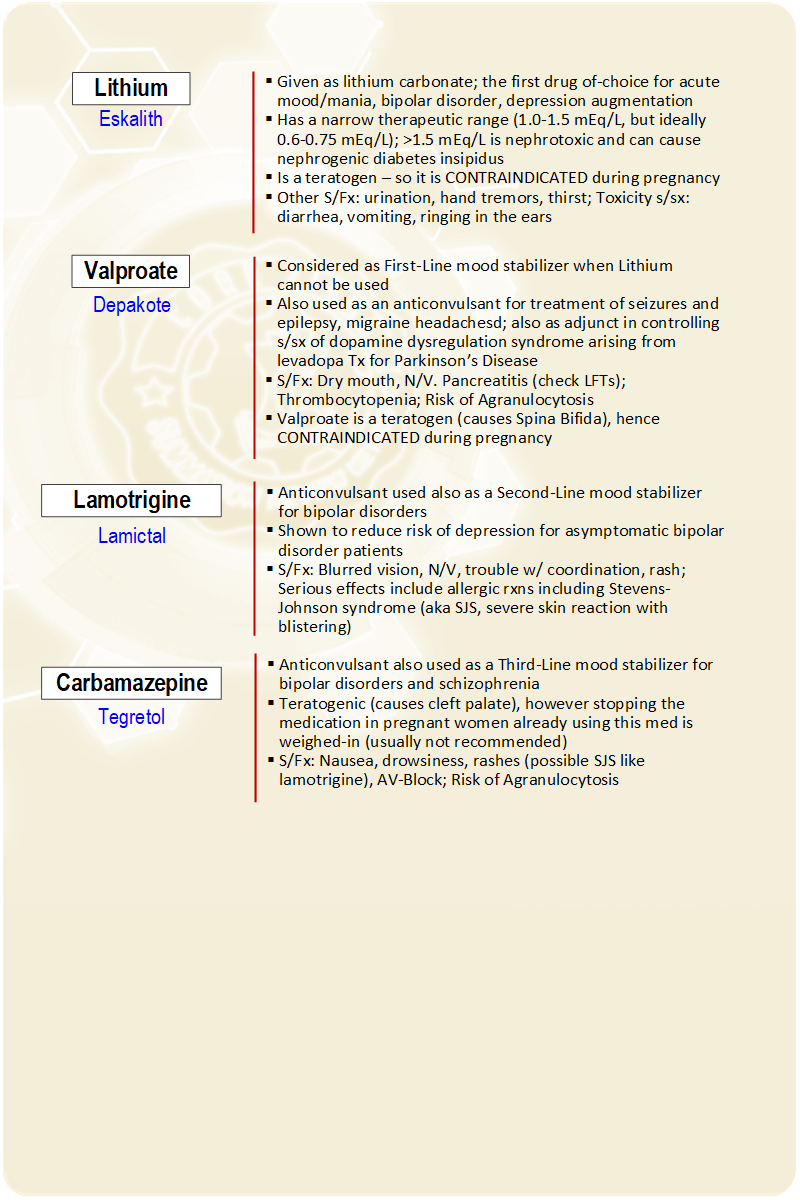 Lithium
Eskalith
▪ Given as lithium carbonate; the first drug of-choice for acute
mood/mania, bipolar disorder, depression augmentation
▪ Has a narrow therapeutic range (1.0-1.5 mEq/L, but ideally
0.6-0.75 mEq/L); >1.5 mEq/L is nephrotoxic and can cause
nephrogenic diabetes insipidus
▪ Is a teratogen – so it is CONTRAINDICATED during pregnancy
▪ Other S/Fx: urination, hand tremors, thirst; Toxicity s/sx:
diarrhea, vomiting, ringing in the ears
Valproate
Depakote
▪ Considered as First-Line mood stabilizer when Lithium
cannot be used
▪ Also used as an anticonvulsant for treatment of seizures and
epilepsy, migraine headachesd; also as adjunct in controlling
s/sx of dopamine dysregulation syndrome arising from
levadopa Tx for Parkinson’s Disease
▪ S/Fx: Dry mouth, N/V. Pancreatitis (check LFTs);
Thrombocytopenia; Risk of Agranulocytosis
▪ Valproate is a teratogen (causes Spina Bifida), hence
CONTRAINDICATED during pregnancy
Lamotrigine
Lamictal
▪ Anticonvulsant used also as a Second-Line mood stabilizer
for bipolar disorders
▪ Shown to reduce risk of depression for asymptomatic bipolar
disorder patients
▪ S/Fx: Blurred vision, N/V, trouble w/ coordination, rash;
Serious effects include allergic rxns including Stevens-
Johnson syndrome (aka SJS, severe skin reaction with
blistering)
Carbamazepine
Tegretol
▪ Anticonvulsant also used as a Third-Line mood stabilizer for
bipolar disorders and schizophrenia
▪ Teratogenic (causes cleft palate), however stopping the
medication in pregnant women already using this med is
weighed-in (usually not recommended)
▪ S/Fx: Nausea, drowsiness, rashes (possible SJS like
lamotrigine), AV-Block; Risk of Agranulocytosis